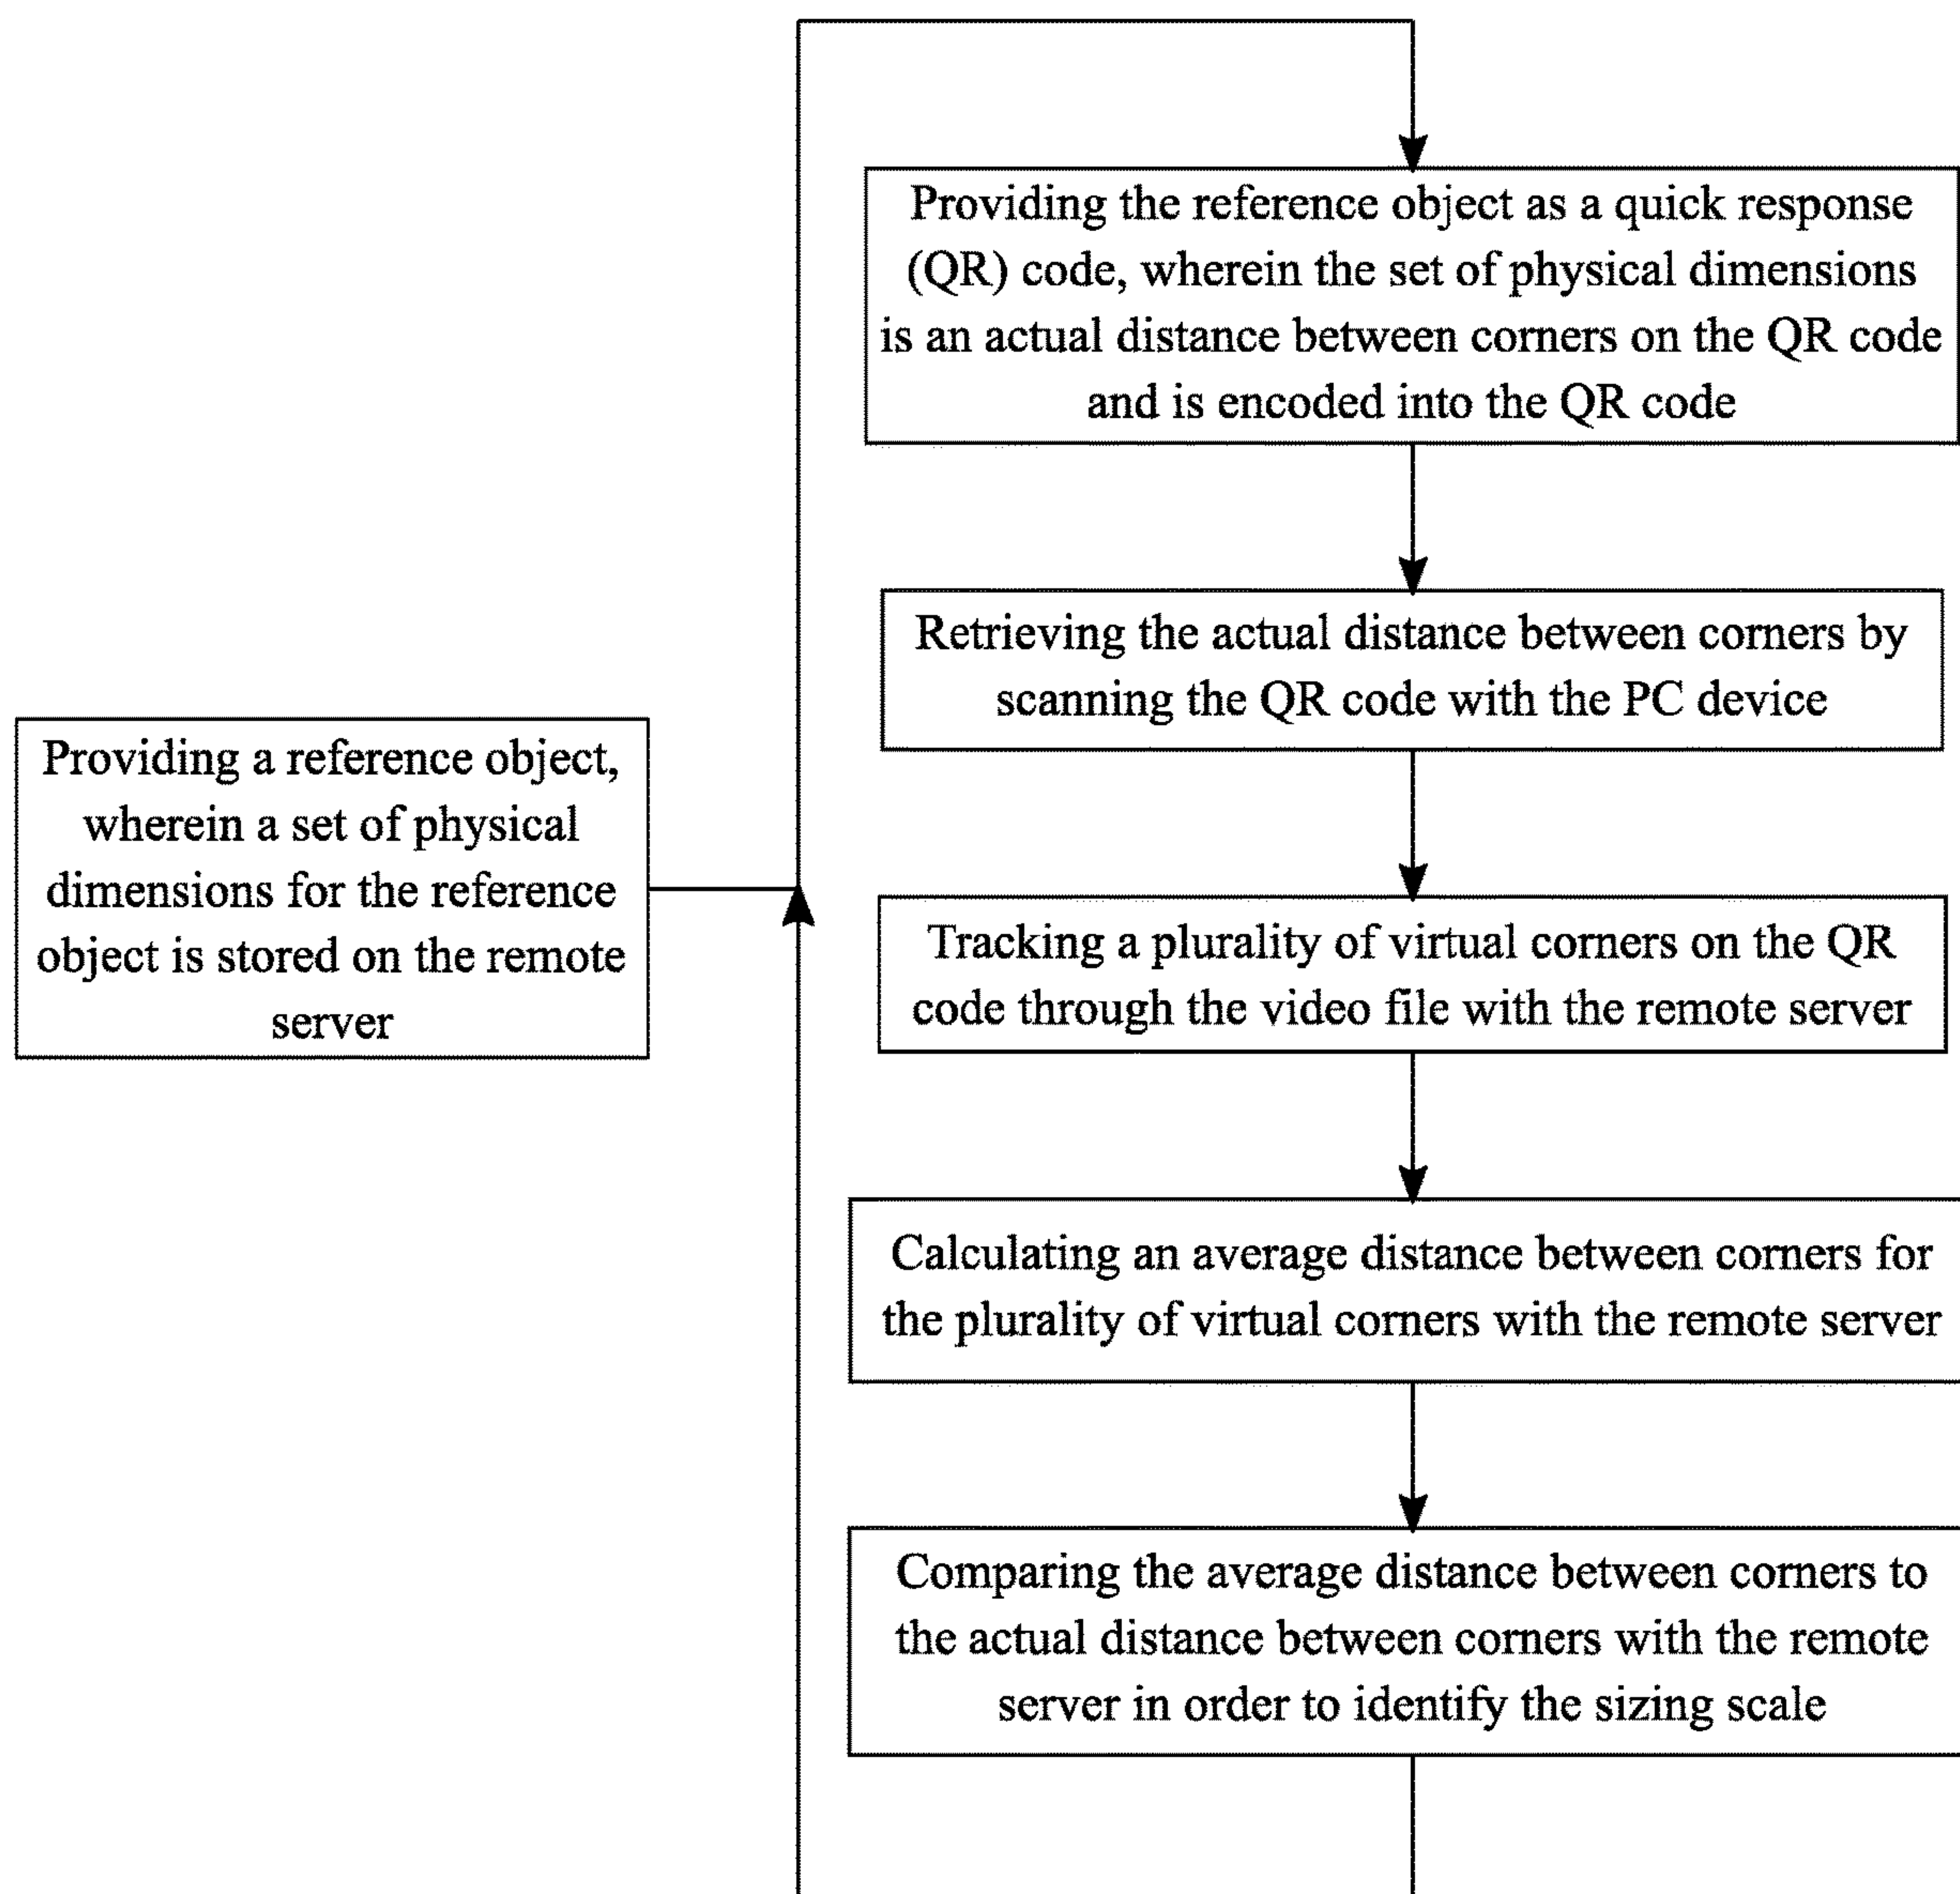 Providing a reference object,
wherein a set of physical
dimensions for the reference
object is stored on the remote
server
Providing the reference object as a quick response
(QR) code, wherein the set of physical dimensions
is an actual distance between corners on the QR code
and is encoded into the QR code
Retrieving the actual distance between corners by
scanning the QR code with the PC device
Tracking a plurality of virtual corners on the QR
code through the video file with the remote server
Calculating an average distance between corners for
the plurality of virtual corners with the remote server
Comparing the average distance between corners to
the actual distance between corners with the remote
server in order to identify the sizing scale